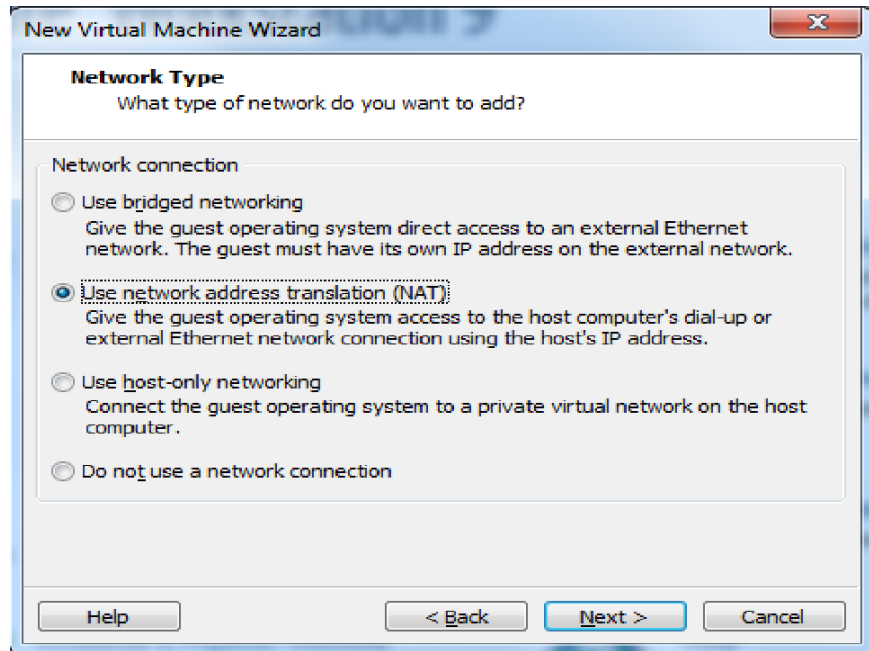 New Virtual Machine Wizard
Network Type
What type of network do you want to add?
Network connection
Use bridged networking
Give the guest operating system direct access to an external Ethernet
network. The guest must have its own IP address on the external network.
Use network address translation (NAT)
Give the guest operating system access to the host computer's dial-up or
external Ethernet network connection using the host's IP address.
Use host-only networking
Connect the guest operating system to a private virtual network on the host
computer.
Do not use a network connection
Help
< Back
Next >
Cancel